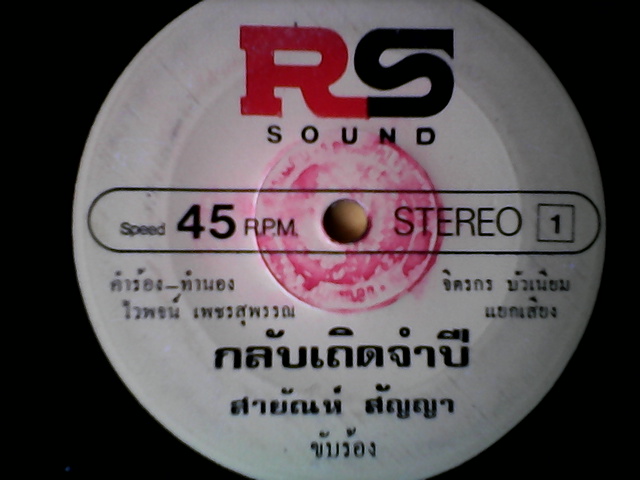 RS
SOUND
Speed 45 R.P.M. STEREO 1
คำร้อง-ทำนอง จิตรกร บัวเนียม
ไวพจน์ เพชรสุพรรณ แยกเสียง
กลับเถิดจำปี
สายัณห์ สัญญา
ขับร้อง